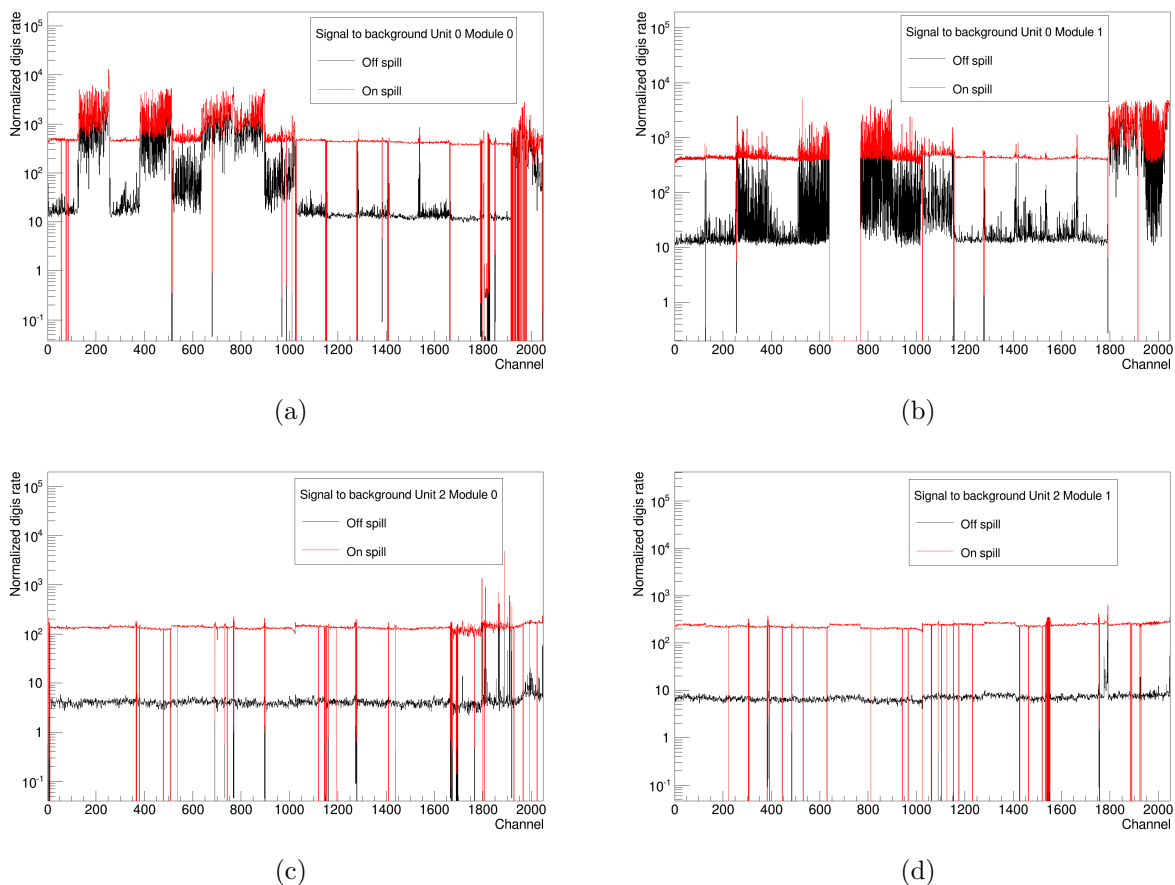 Normalized digis rate
Signal to background Unit 0 Module 0
Off spill
On spill
10^5
10^4
10^3
10^2
10
1
10^-1
0 200 400 600 800 1000 1200 1400 1600 1800 2000
Channel
(a)
Normalized digis rate
Signal to background Unit 0 Module 1
Off spill
On spill
10^5
10^4
10^3
10^2
10
1
0 200 400 600 800 1000 1200 1400 1600 1800 2000
Channel
(b)
Normalized digis rate
Signal to background Unit 2 Module 0
Off spill
On spill
10^5
10^4
10^3
10^2
10
1
10^-1
0 200 400 600 800 1000 1200 1400 1600 1800 2000
Channel
(c)
Normalized digis rate
Signal to background Unit 2 Module 1
Off spill
On spill
10^5
10^4
10^3
10^2
10
1
10^-1
0 200 400 600 800 1000 1200 1400 1600 1800 2000
Channel
(d)